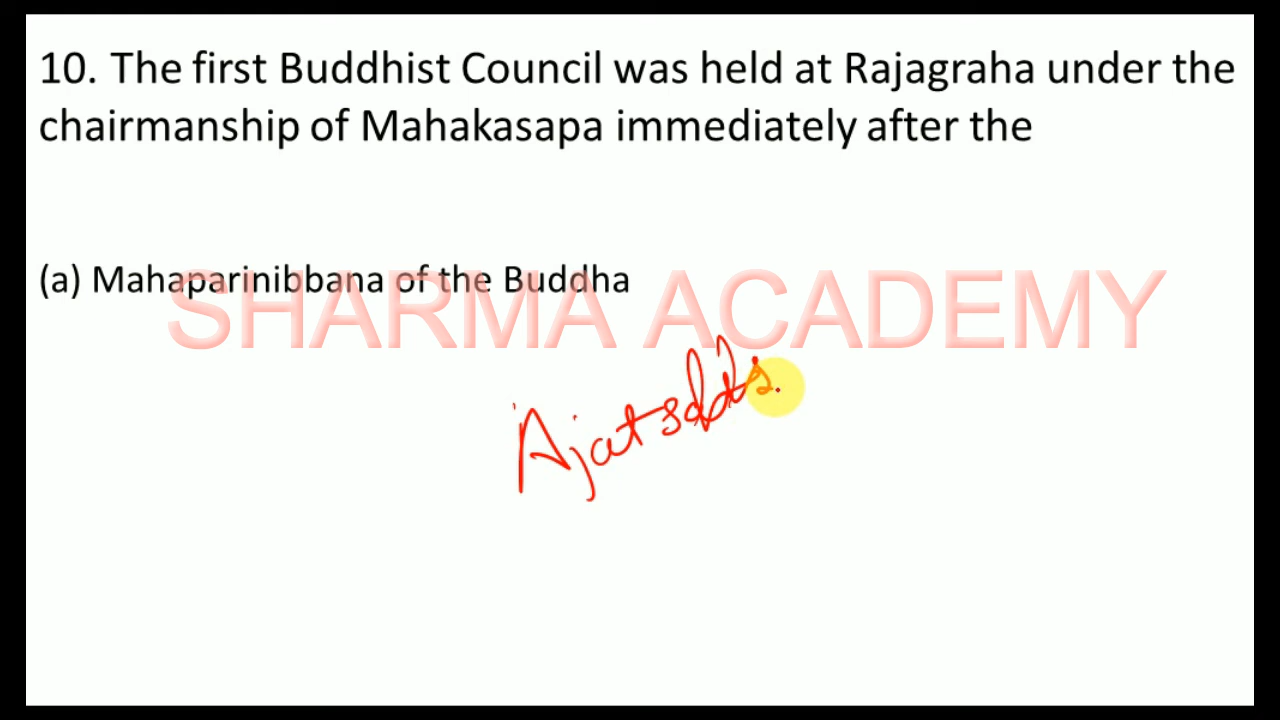 10. The first Buddhist Council was held at Rajagraha under the
chairmanship of Mahakasapa immediately after the
(a) Mahaparinibbana of the Buddha
SHARMA ACADEMY